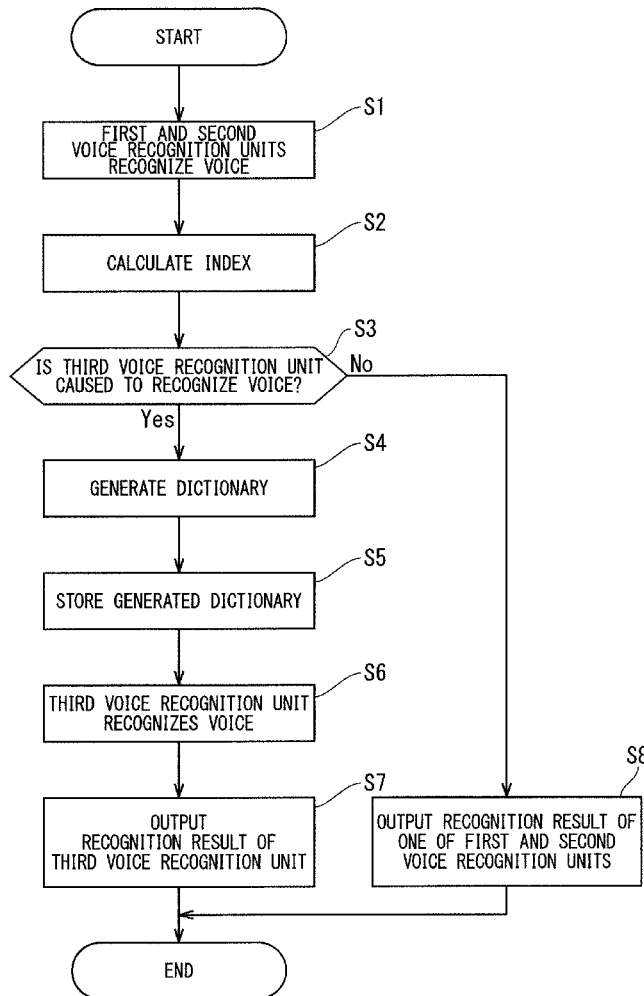 START
S1
FIRST AND SECOND
VOICE RECOGNITION UNITS
RECOGNIZE VOICE
S2
CALCULATE INDEX
S3
IS THIRD VOICE RECOGNITION UNIT
CAUSED TO RECOGNIZE VOICE?
No
Yes
S4
GENERATE DICTIONARY
S5
STORE GENERATED DICTIONARY
S6
THIRD VOICE RECOGNITION UNIT
RECOGNIZES VOICE
S7
OUTPUT
RECOGNITION RESULT OF
THIRD VOICE RECOGNITION UNIT
S8
OUTPUT RECOGNITION RESULT OF
ONE OF FIRST AND SECOND
VOICE RECOGNITION UNITS
END